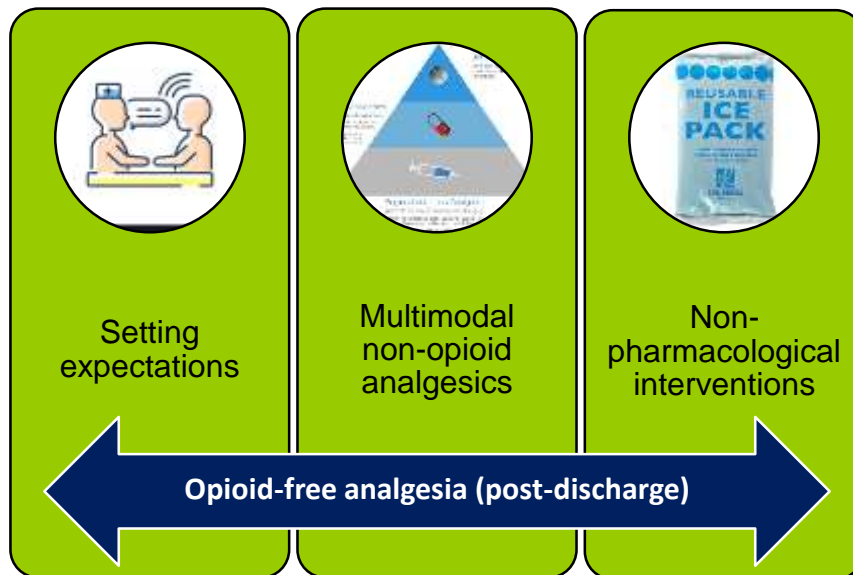 REUSABLE
ICE
PACK
Setting
expectations
Multimodal
non-opioid
analgesics
Non-
pharmacological
interventions
Opioid-free analgesia (post-discharge)